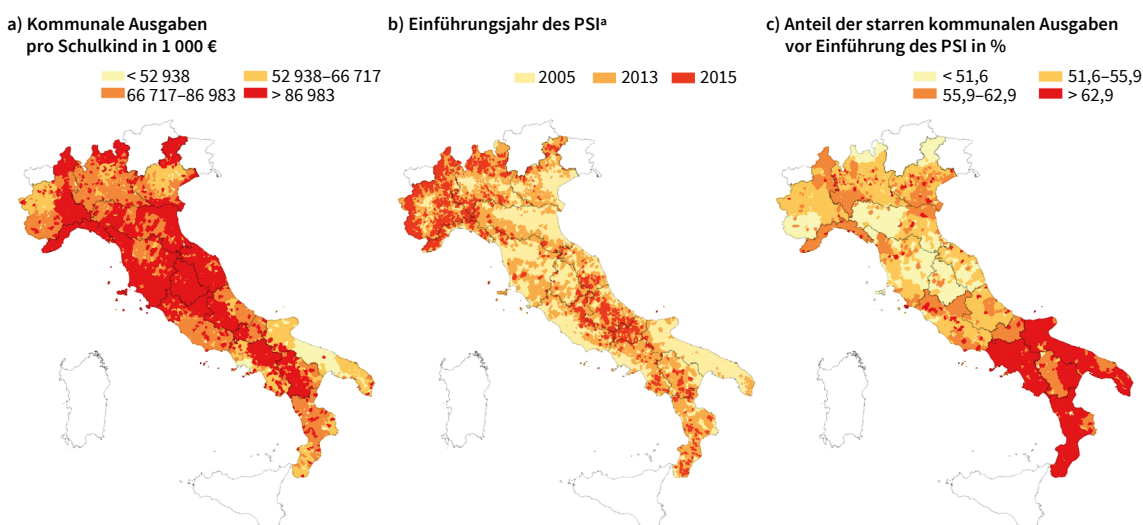 a) Kommunale Ausgaben
pro Schulkind in 1 000 €
< 52 938
52 938–66 717
66 717–86 983
> 86 983
b) Einführungsjahr des PSIᵃ
2005
2013
2015
c) Anteil der starren kommunalen Ausgaben
vor Einführung des PSI in %
< 51,6
51,6–55,9
55,9–62,9
> 62,9